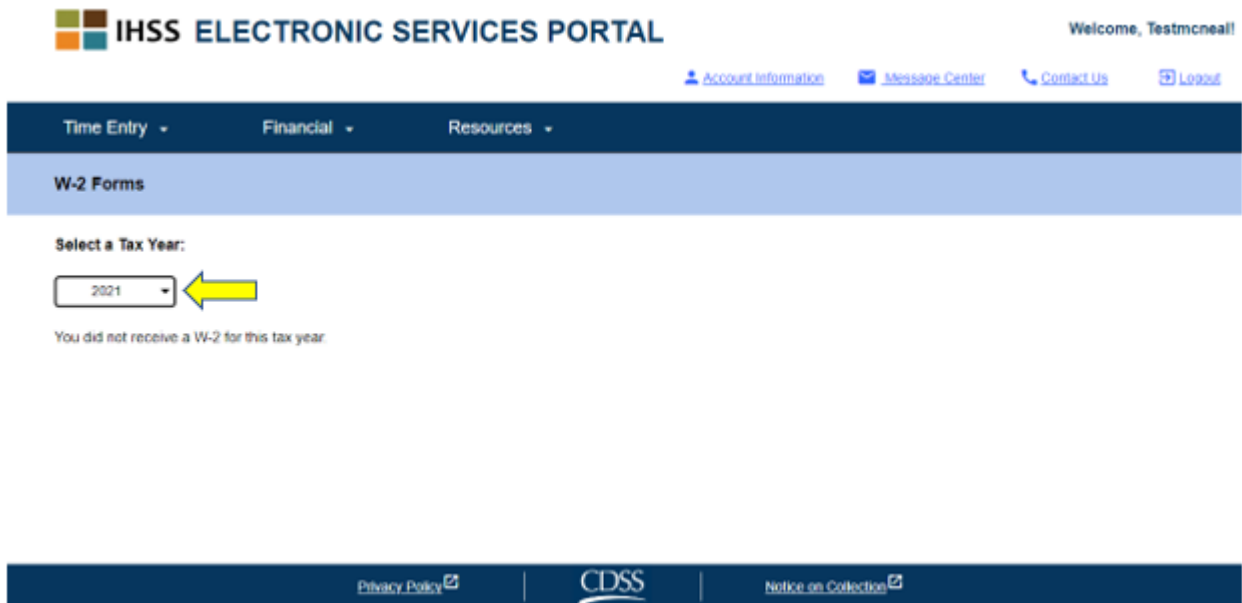 IHSS ELECTRONIC SERVICES PORTAL
Welcome, Testmcneal!
Account Information Message Center Contact Us Logout
Time Entry Financial Resources
W-2 Forms
Select a Tax Year:
2021
You did not receive a W-2 for this tax year.
Privacy Policy CDSS Notice on Collection